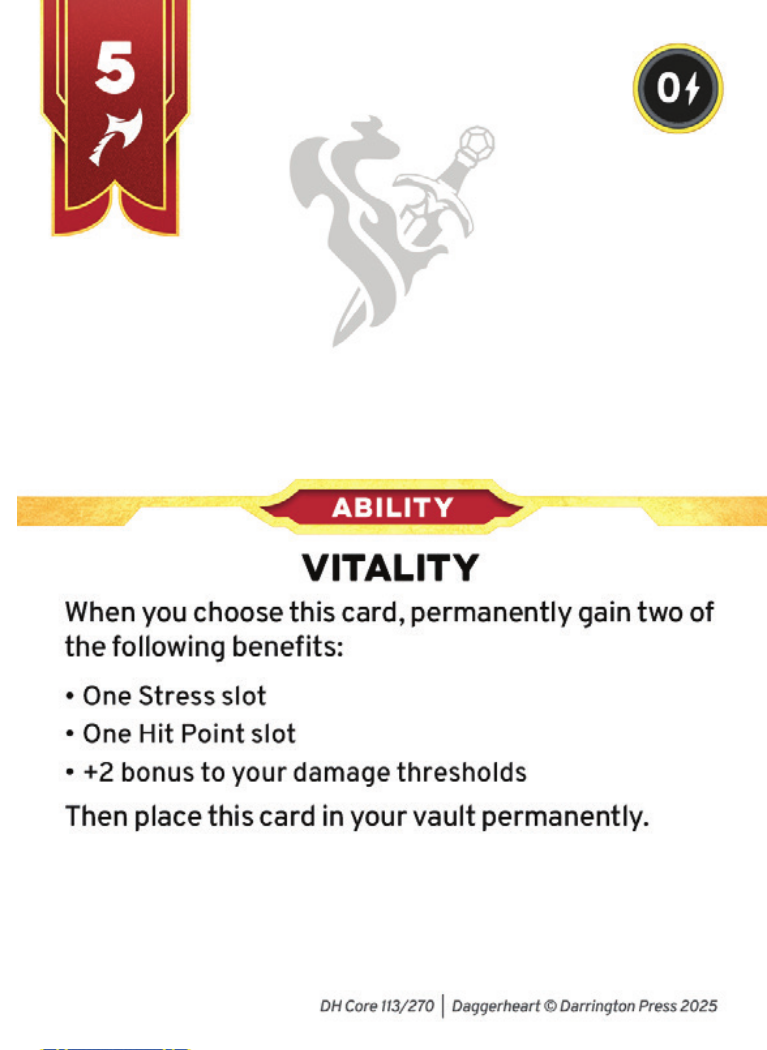 5
0
ABILITY
VITALITY
When you choose this card, permanently gain two of
the following benefits:
• One Stress slot
• One Hit Point slot
• +2 bonus to your damage thresholds
Then place this card in your vault permanently.
DH Core 113/270 | Daggerheart © Darrington Press 2025